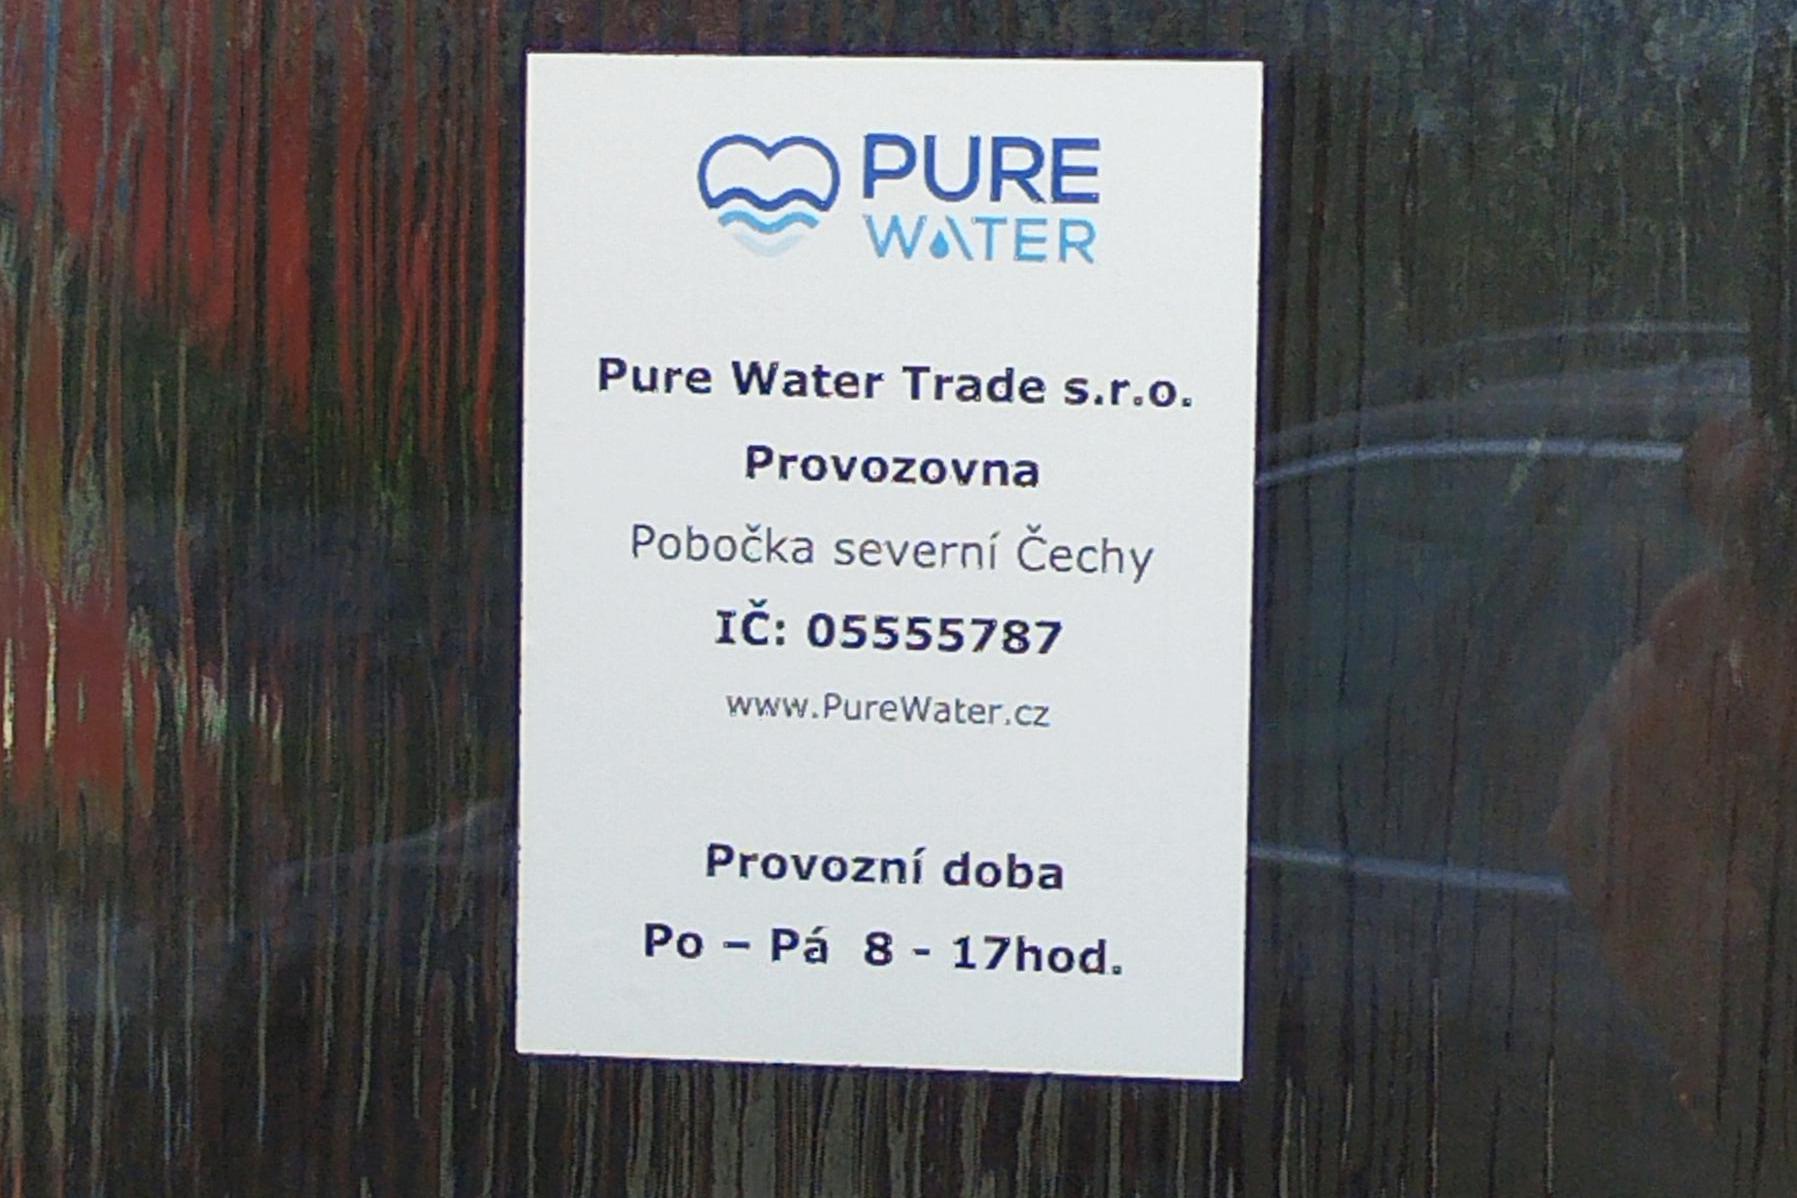 PURE
WATER
Pure Water Trade s.r.o.
Provozovna
Pobočka severní Čechy
IČ: 05555787
www.PureWater.cz
Provozní doba
Po – Pá  8 - 17hod.